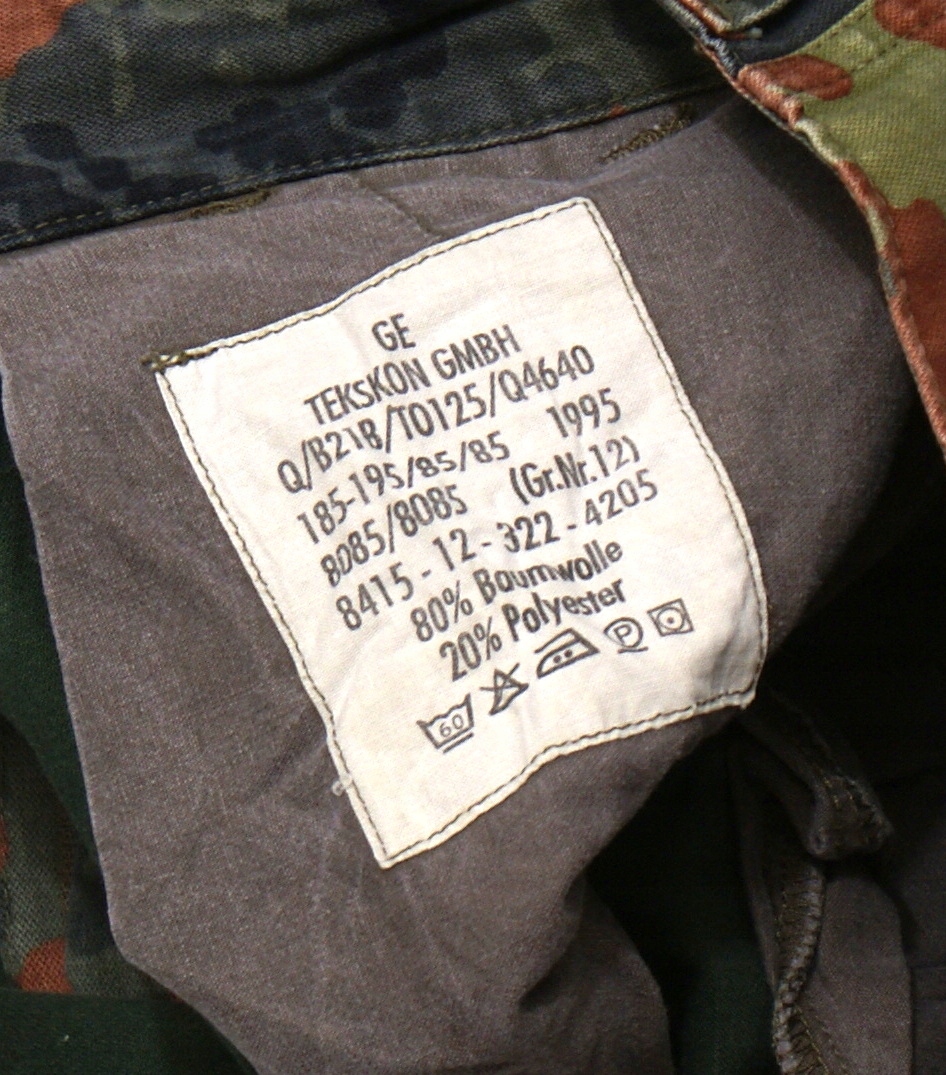 GE
TEKSKON GMBH
Q/B21B/T0125/Q4640
185-195/85/85 1995
8085/8085 (Gr.Nr.12)
8415-12-322-4205
80% Baumwolle
20% Polyester
60 P